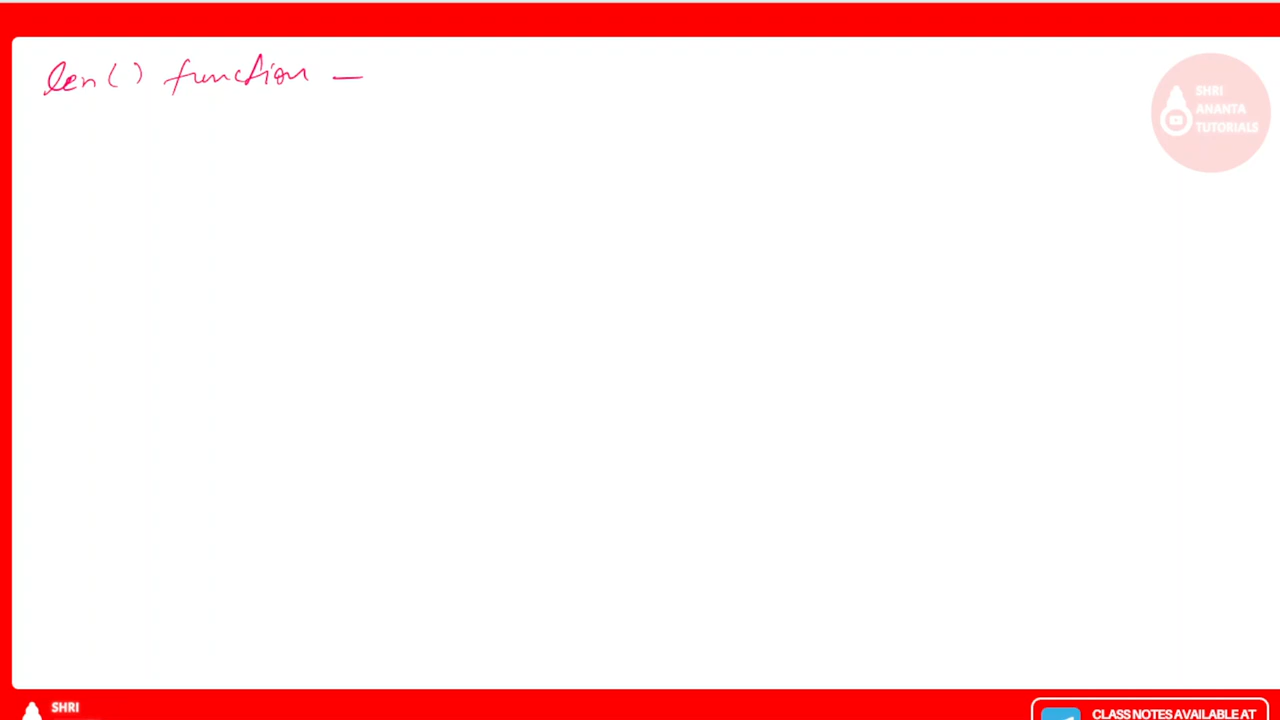 len() function –
SHRI
ANANTA
TUTORIALS
SHRI
CLASS NOTES AVAILABLE AT